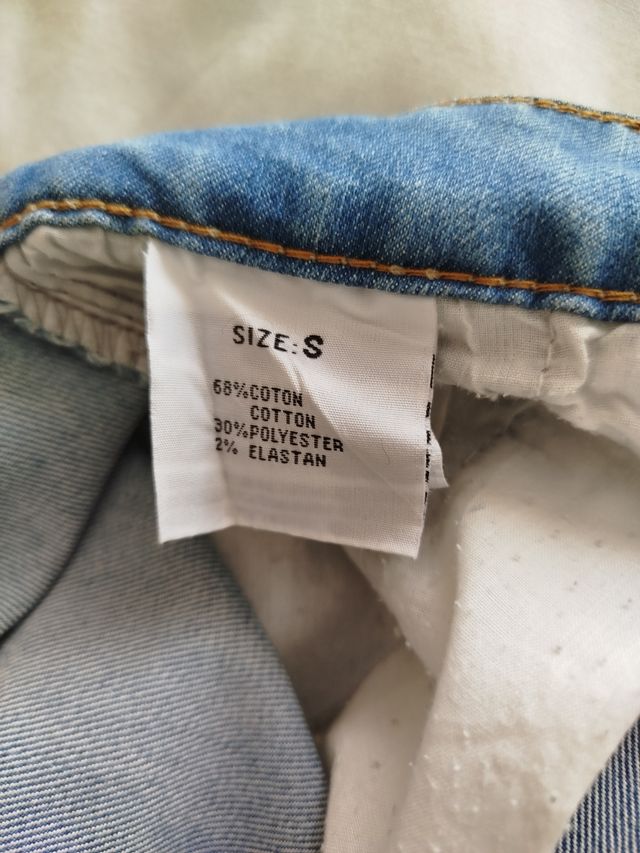 SIZE:S
68%COTON
COTTON
30%POLYESTER
2% ELASTAN